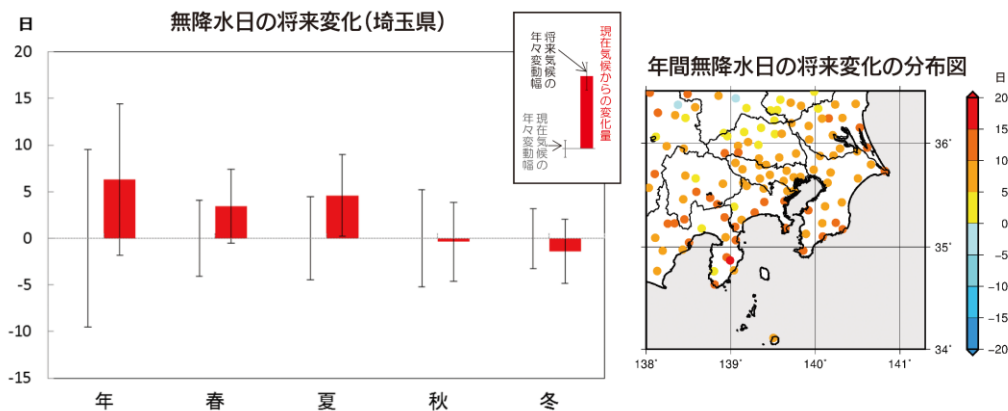 無降水日の将来変化(埼玉県)
日
20
15
10
5
0
-5
-10
-15
年
春
夏
秋
冬
将来気候の
年々変動幅
現在気候からの変化量
現在気候の
年々変動幅
年間無降水日の将来変化の分布図
日
20
15
10
5
0
-5
-10
-15
-20
36°
35°
34°
138°
139°
140°
141°